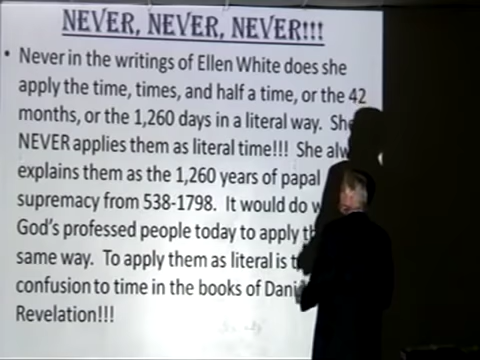 NEVER, NEVER, NEVER!!!
• Never in the writings of Ellen White does she
apply the time, times, and half a time, or the 42
months, or the 1,260 days in a literal way. She
NEVER applies them as literal time!!! She alw
explains them as the 1,260 years of papal
supremacy from 538-1798. It would do w
God's professed people today to apply th
same way. To apply them as literal is t
confusion to time in the books of Dani
Revelation!!!